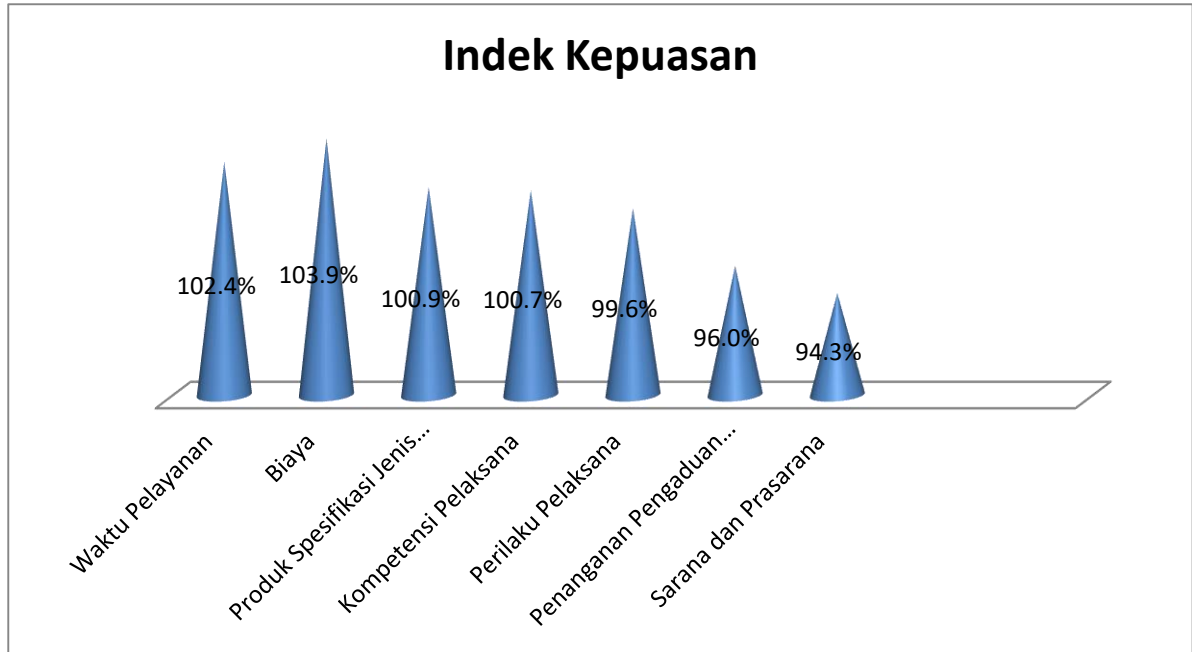 Indek Kepuasan
102.4%
103.9%
100.9%
100.7%
99.6%
96.0%
94.3%
Waktu Pelayanan
Biaya
Produk Spesifikasi Jenis...
Kompetensi Pelaksana
Perilaku Pelaksana
Penanganan Pengaduan...
Sarana dan Prasarana